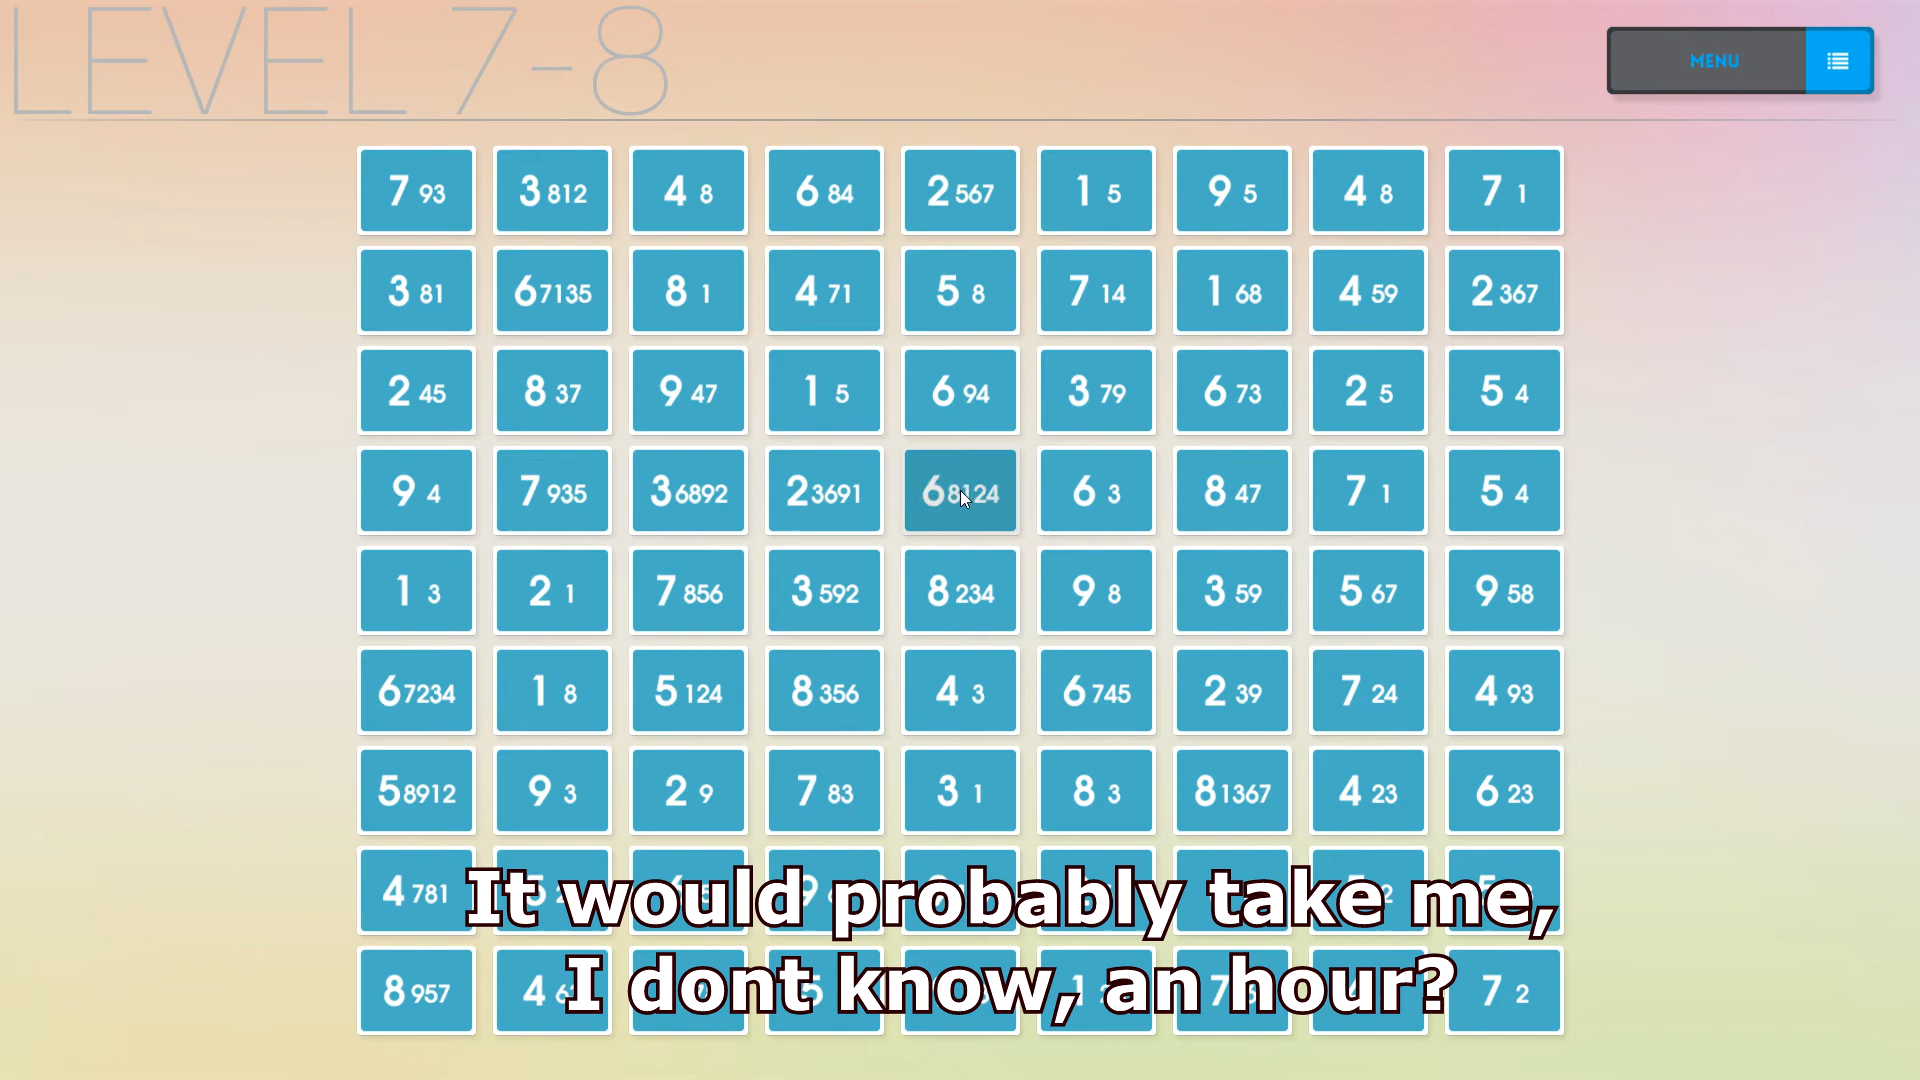 LEVEL 7-8
MENU
7 93 3 812 4 8 6 84 2 567 1 5 9 5 4 8 7 1
3 81 6 7135 8 1 4 71 5 8 7 14 1 68 4 59 2 367
2 45 8 37 9 47 1 5 6 94 3 79 6 73 2 5 5 4
9 4 7 935 3 6892 2 3691 6 8124 6 3 8 47 7 1 5 4
1 3 2 1 7 856 3 592 8 234 9 8 3 59 5 67 9 58
6 7234 1 8 5 124 8 356 4 3 6 745 2 39 7 24 4 93
5 8912 9 3 2 9 7 83 3 1 8 3 8 1367 4 23 6 23
4 781
It would probably take me,
8 957 4 7 2
I dont know, an hour?